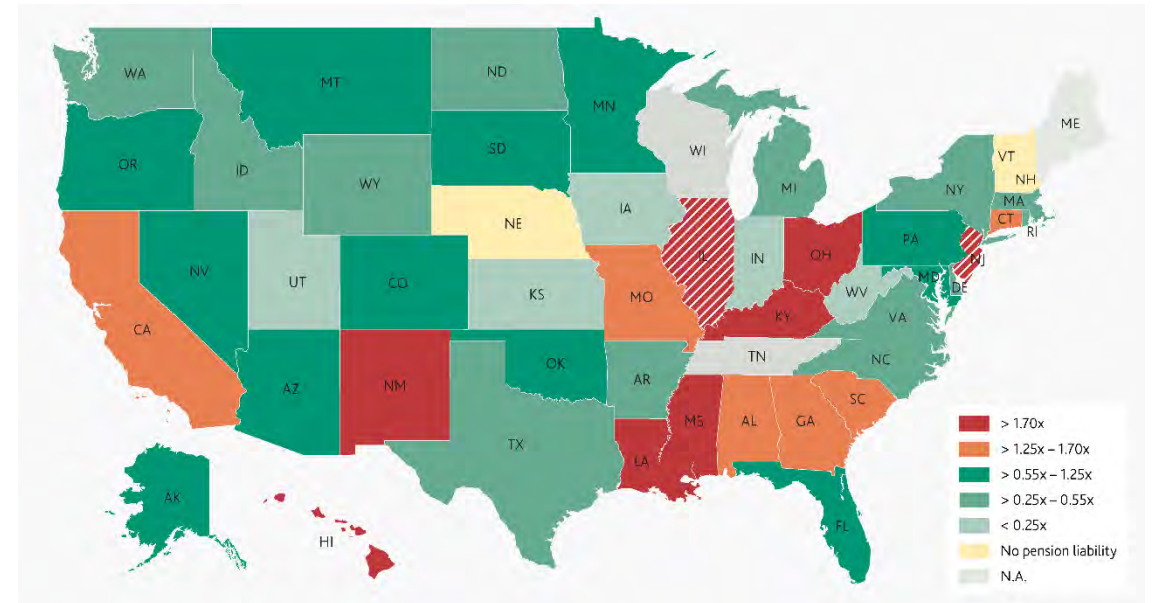 WA
MT
ND
MN
ME
OR
ID
WY
SD
WI
MI
NY
VT
NH
MA
CT
RI
NE
IA
PA
NJ
NV
UT
CO
KS
MO
IL
IN
OH
MD
DE
WV
VA
KY
CA
AZ
NM
OK
AR
TN
NC
TX
LA
MS
AL
GA
SC
AK
HI
FL
> 1.70x
> 1.25x – 1.70x
> 0.55x – 1.25x
> 0.25x – 0.55x
< 0.25x
No pension liability
N.A.